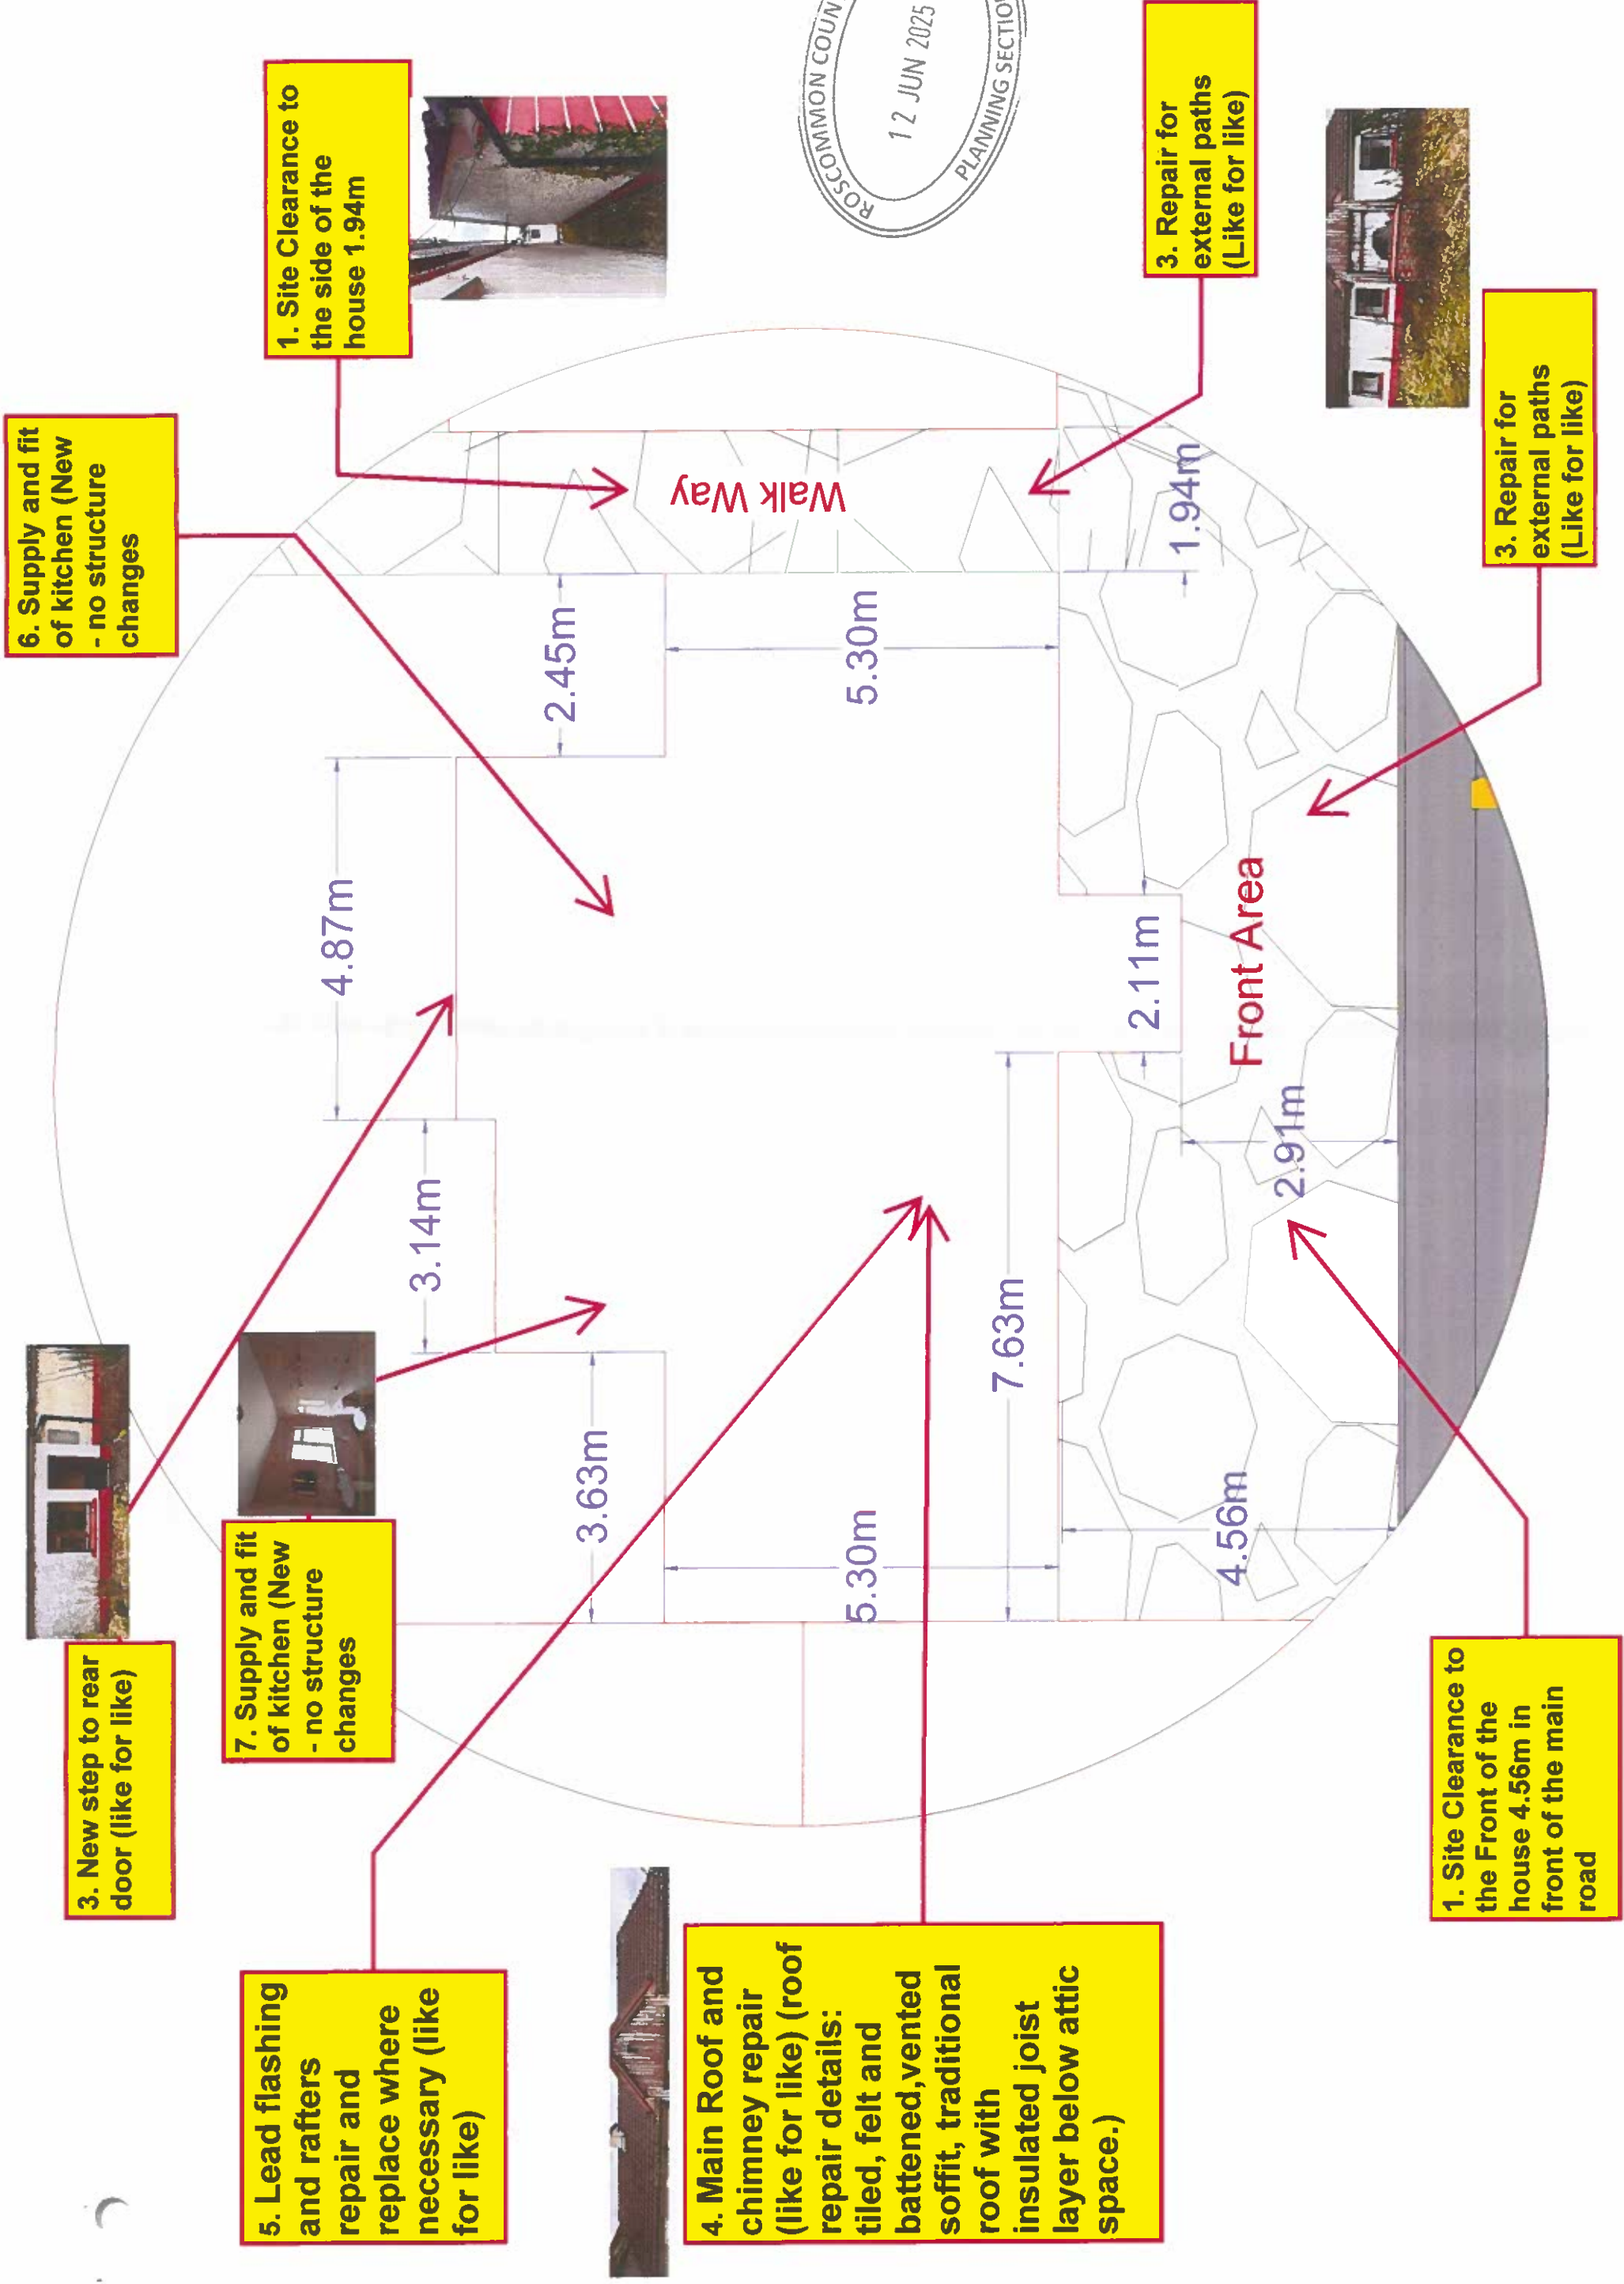 3. New step to rear
door (like for like)
7. Supply and fit
of kitchen (New
- no structure
changes
6. Supply and fit
of kitchen (New
- no structure
changes
1. Site Clearance to
the side of the
house 1.94m
5. Lead flashing
and rafters
repair and
replace where
necessary (like
for like)
4. Main Roof and
chimney repair
(like for like) (roof
repair details:
tiled, felt and
battened,vented
soffit, traditional
roof with
insulated joist
layer below attic
space.)
4.87m
3.14m
3.63m
2.45m
5.30m
5.30m
7.63m
2.11m
Walk Way
1.94m
Front Area
2.91m
4.56m
1. Site Clearance to
the Front of the
house 4.56m in
front of the main
road
3. Repair for
external paths
(Like for like)
3. Repair for
external paths
(Like for like)
ROSCOMMON COUN
12 JUN 2025
PLANNING SECTIO